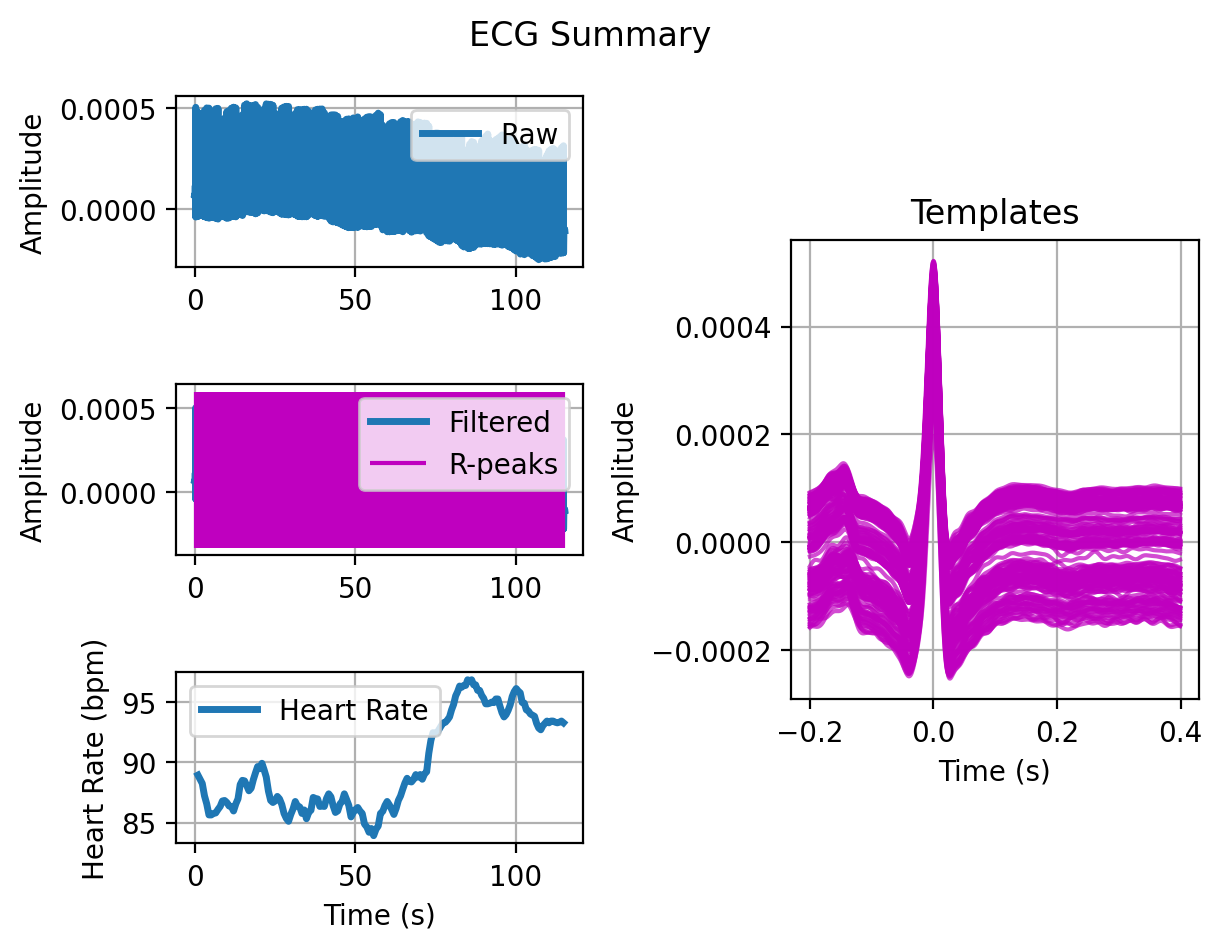 ECG Summary
Amplitude
0.0005
0.0000
Raw
0 50 100
Amplitude
0.0005
0.0000
Filtered
R-peaks
0 50 100
Heart Rate (bpm)
95
90
85
Heart Rate
0 50 100
Time (s)
Templates
Amplitude
0.0004
0.0002
0.0000
−0.0002
−0.2 0.0 0.2 0.4
Time (s)